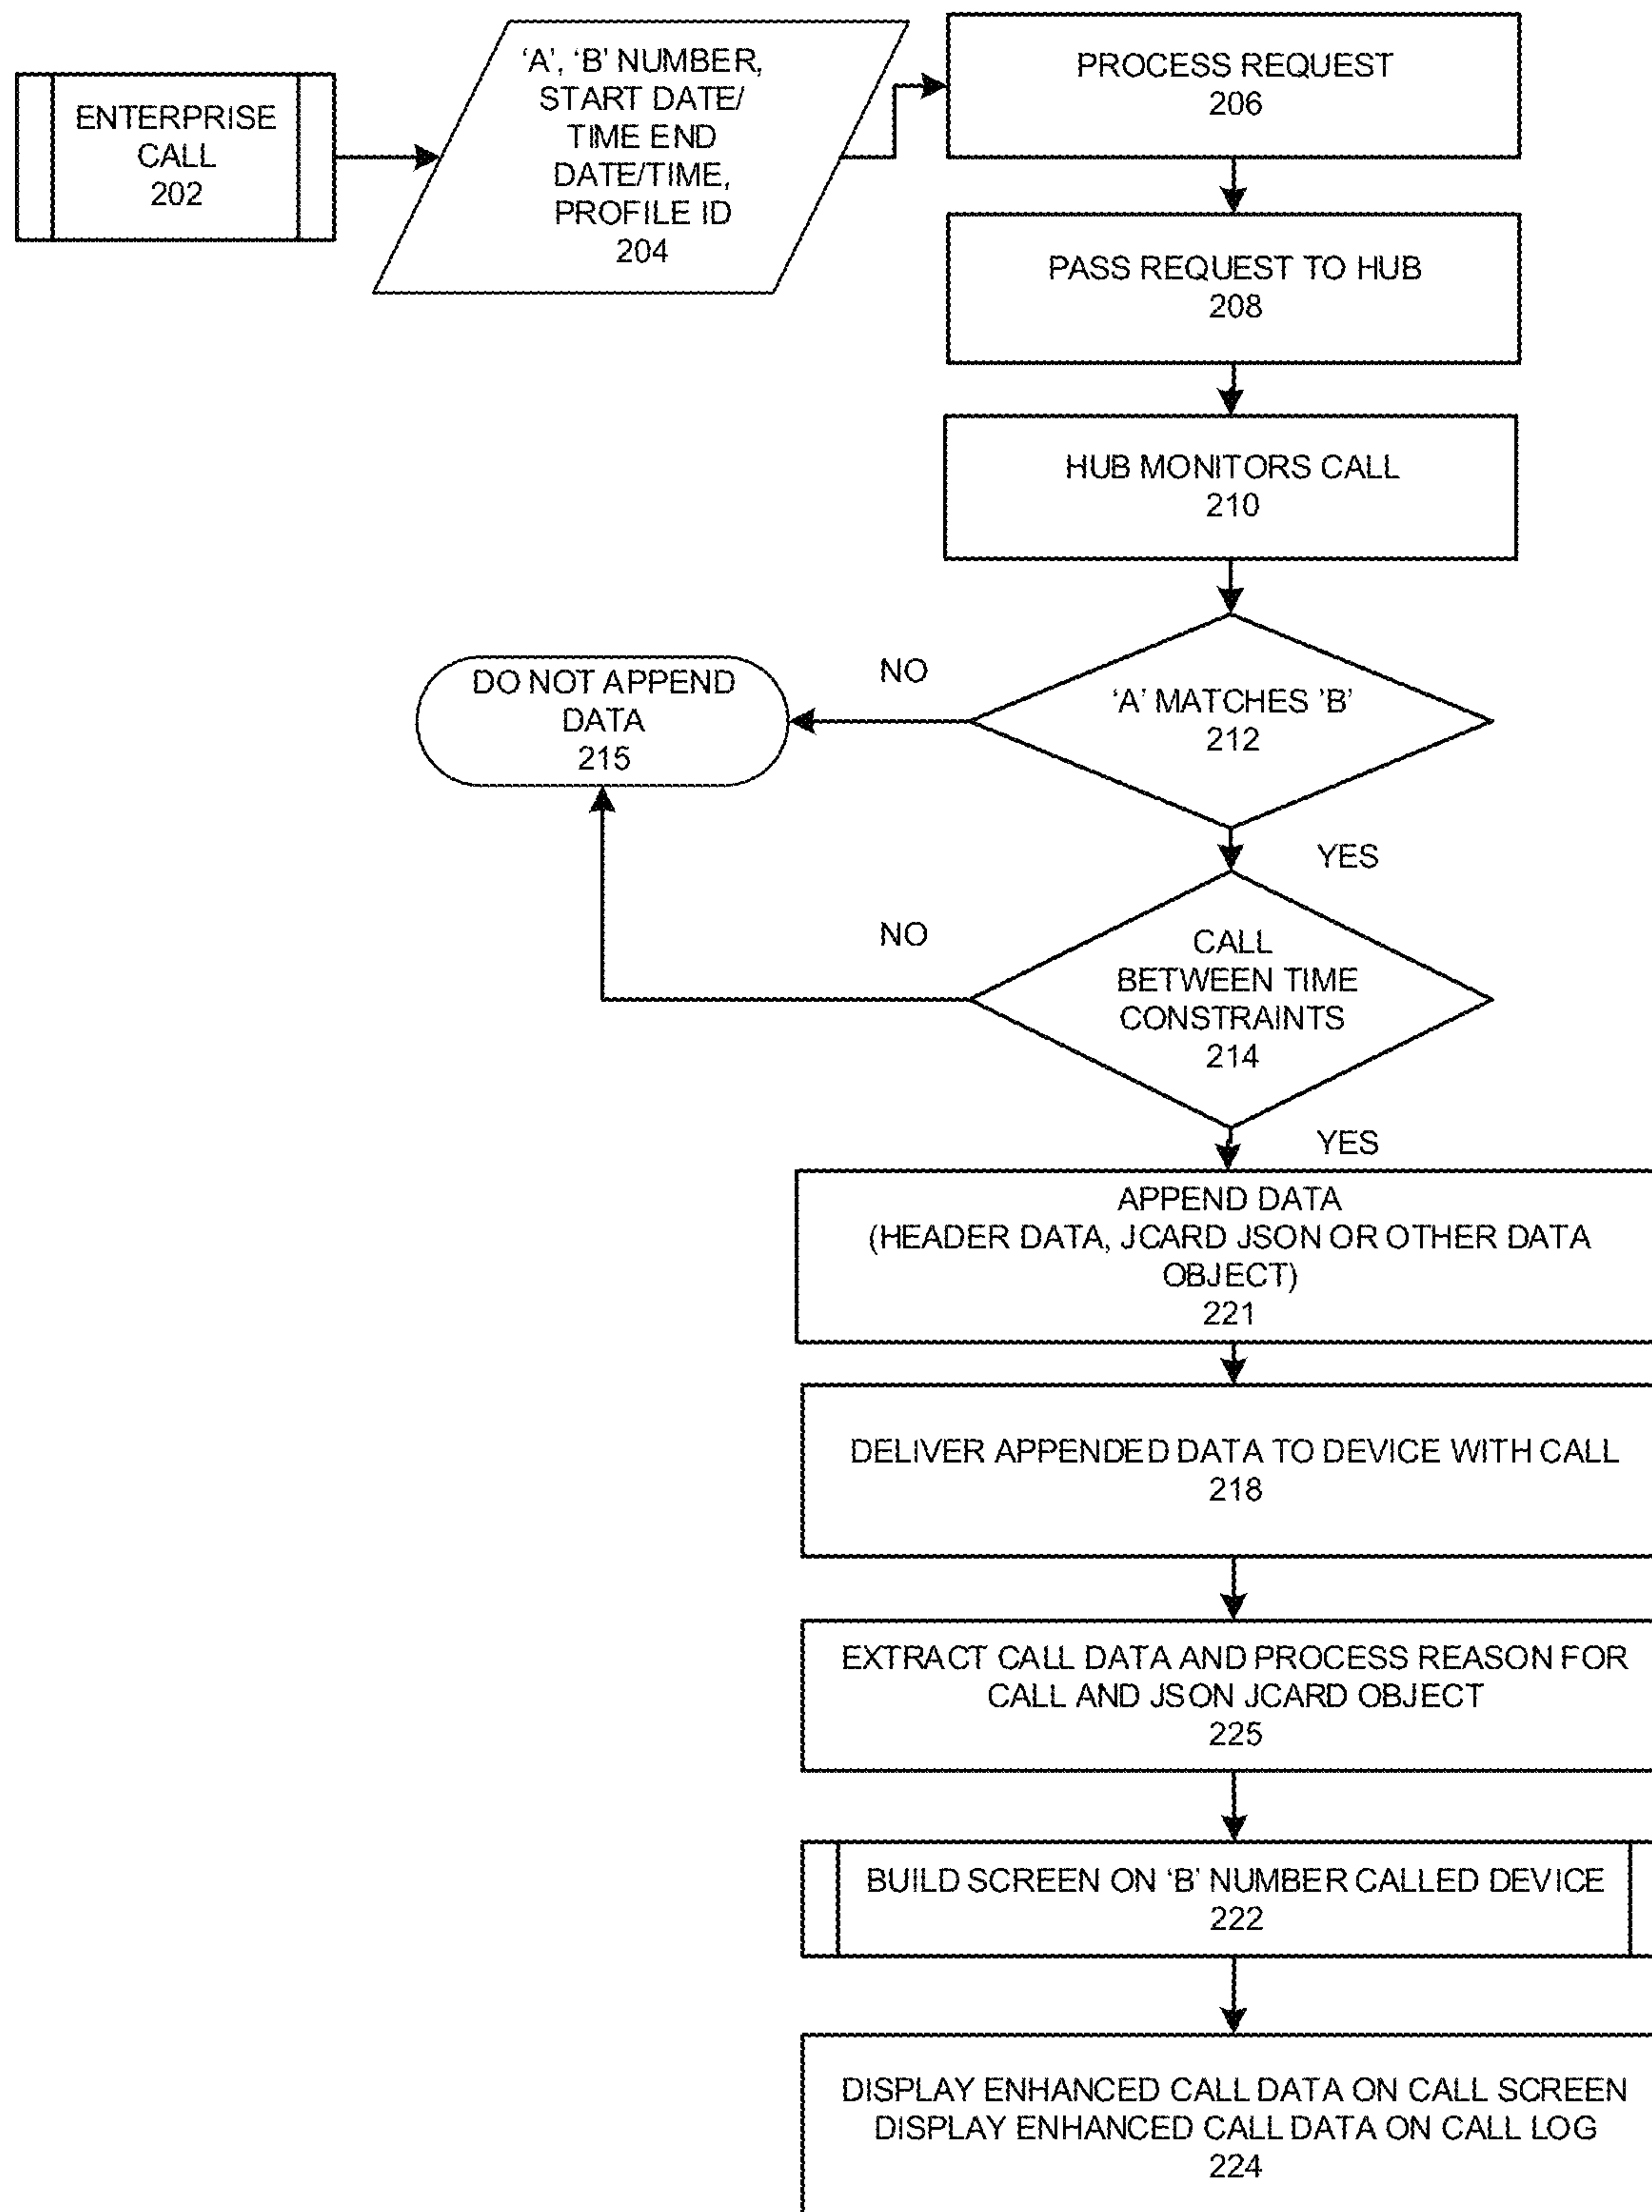 ENTERPRISE
CALL
202
‘A’, ‘B’ NUMBER,
START DATE/
TIME END
DATE/TIME,
PROFILE ID
204
PROCESS REQUEST
206
PASS REQUEST TO HUB
208
HUB MONITORS CALL
210
‘A’ MATCHES ’B’
212
NO
DO NOT APPEND
DATA
215
YES
CALL
BETWEEN TIME
CONSTRAINTS
214
NO
YES
APPEND DATA
(HEADER DATA, JCARD JSON OR OTHER DATA
OBJECT)
221
DELIVER APPENDED DATA TO DEVICE WITH CALL
218
EXTRACT CALL DATA AND PROCESS REASON FOR
CALL AND JSON JCARD OBJECT
225
BUILD SCREEN ON ‘B’ NUMBER CALLED DEVICE
222
DISPLAY ENHANCED CALL DATA ON CALL SCREEN
DISPLAY ENHANCED CALL DATA ON CALL LOG
224